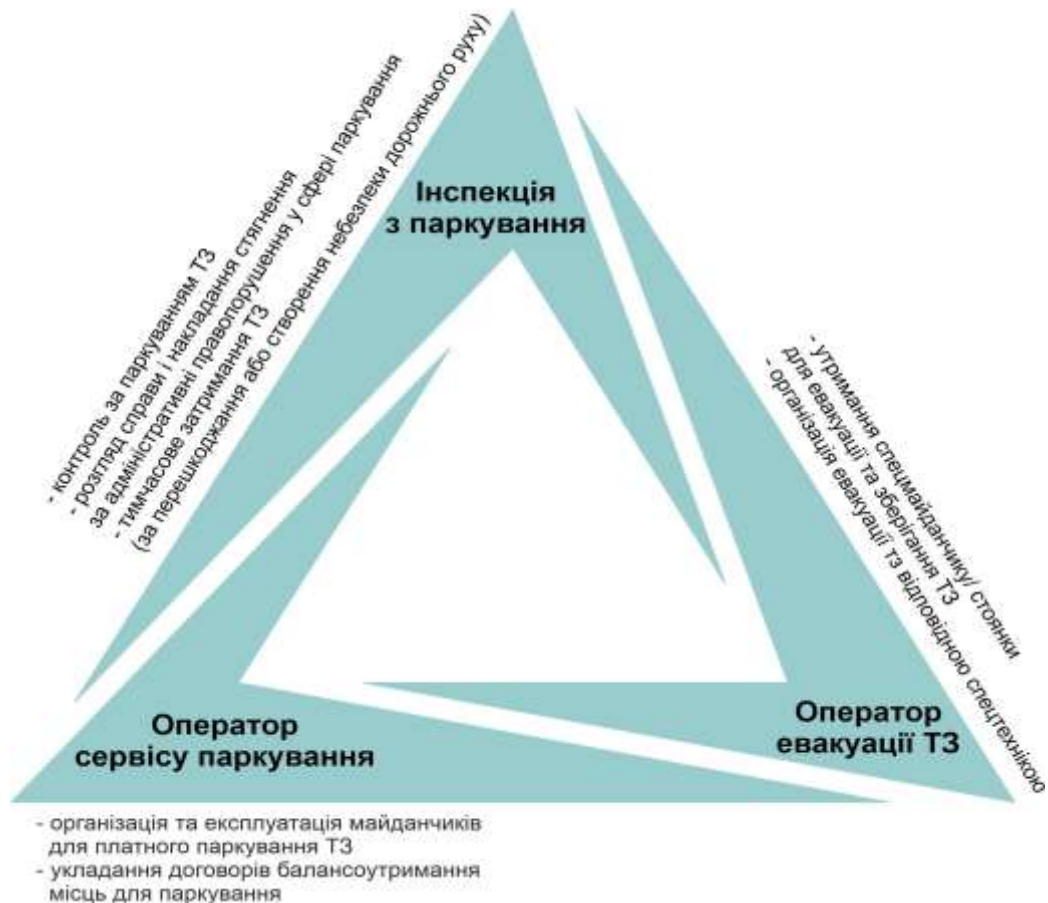 - контроль за паркуванням ТЗ
- розгляд справи і накладання стягнення
за адміністративні правопорушення у сфері паркування
- тимчасове затримання ТЗ
(за перешкоджання або створення небезпеки дорожнього руху)
Інспекція
з паркування
- утримання спецмайданчику/ стоянки
для евакуації та зберігання ТЗ
- організація евакуації тз відповідною спецтехнікою
Оператор
сервісу паркування
Оператор
евакуації ТЗ
- організація та експлуатація майданчиків
для платного паркування ТЗ
- укладання договорів балансоутримання
місць для паркування